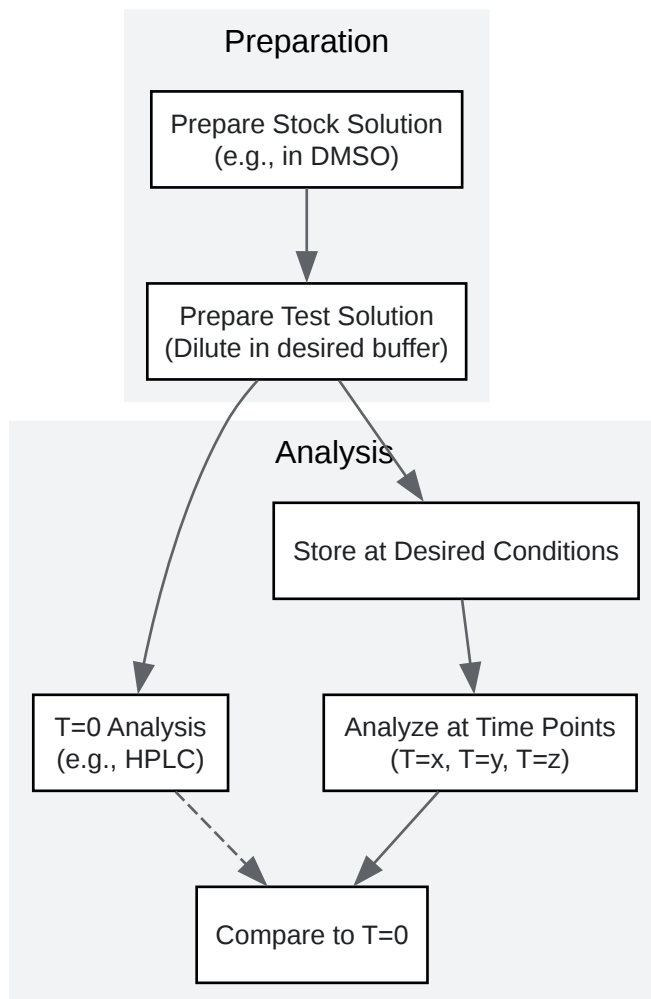 Preparation
Prepare Stock Solution
(e.g., in DMSO)
Prepare Test Solution
(Dilute in desired buffer)
Analysis
Store at Desired Conditions
T=0 Analysis
(e.g., HPLC)
Analyze at Time Points
(T=x, T=y, T=z)
Compare to T=0